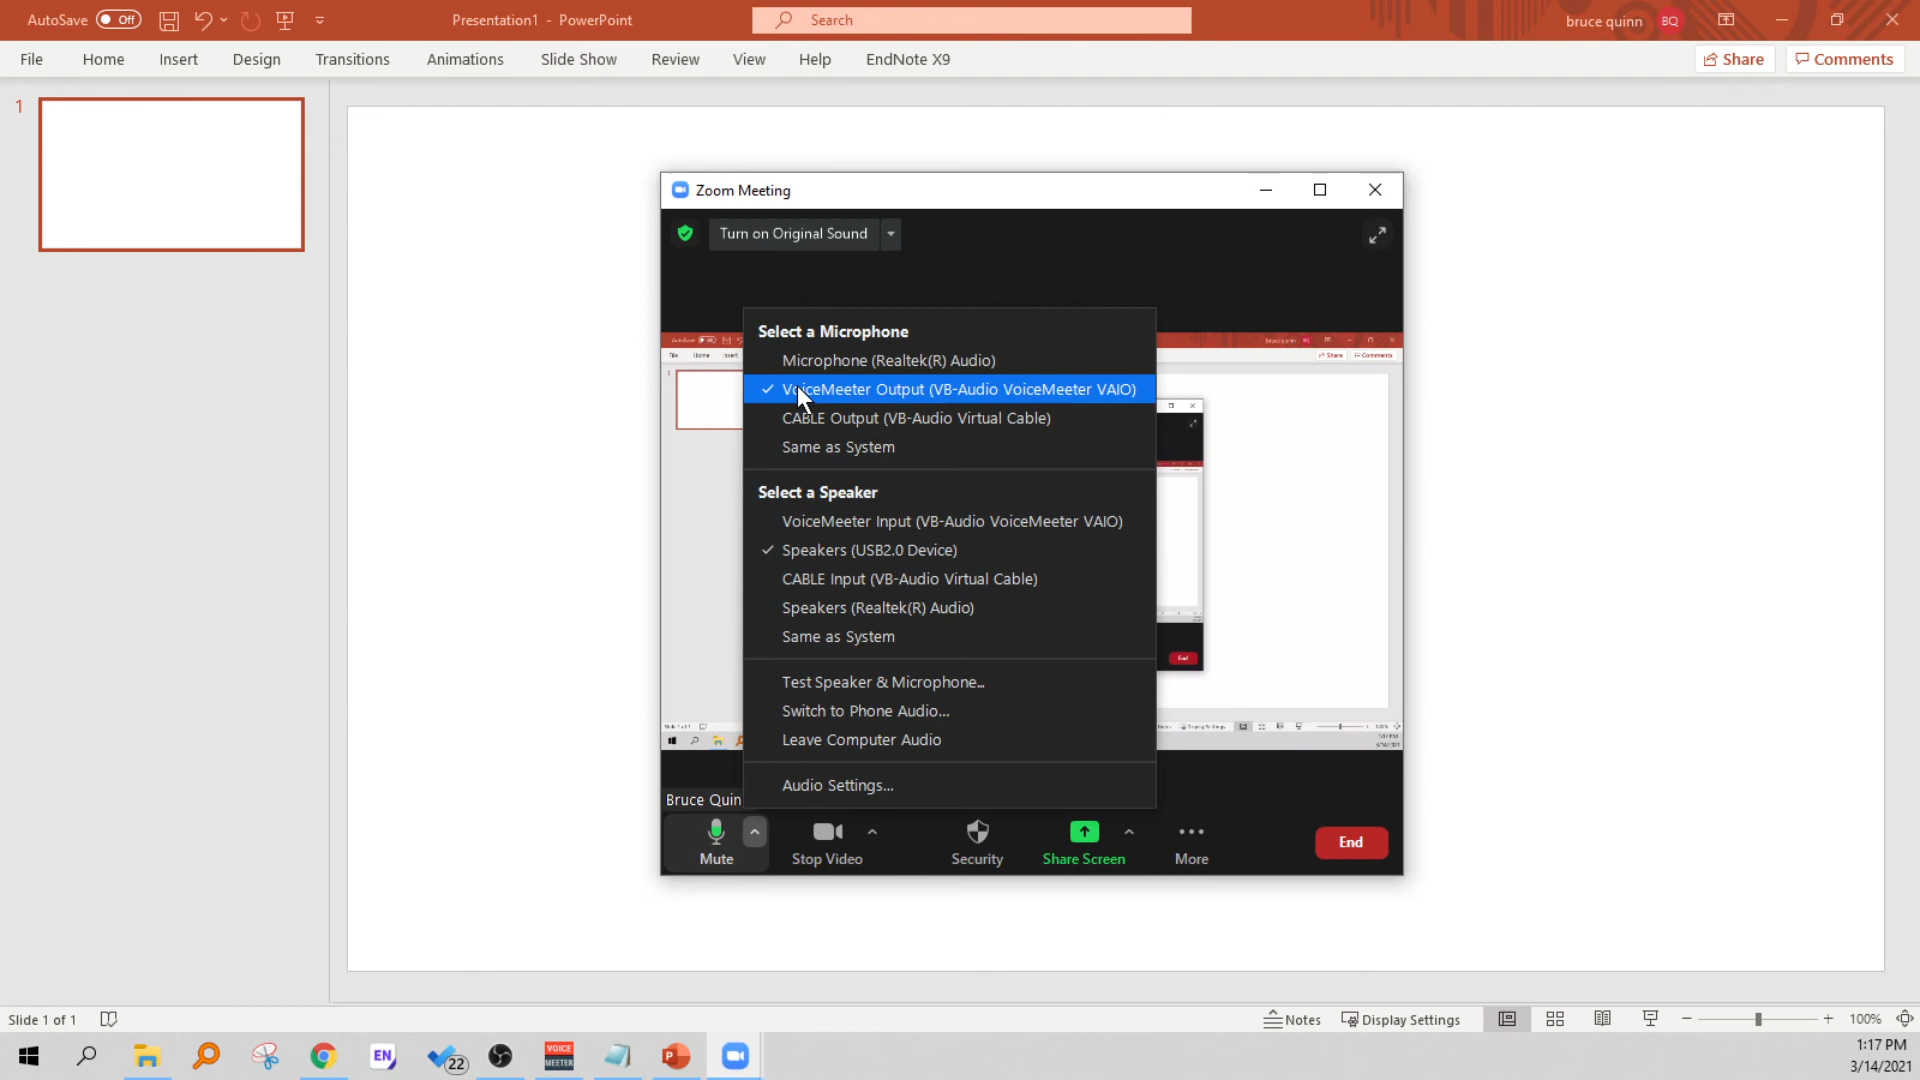 AutoSave Off
Presentation1 - PowerPoint
Search
bruce quinn BQ
File Home Insert Design Transitions Animations Slide Show Review View Help EndNote X9
Share Comments
1
Zoom Meeting
Turn on Original Sound
Select a Microphone
Microphone (Realtek(R) Audio)
VoiceMeeter Output (VB-Audio VoiceMeeter VAIO)
CABLE Output (VB-Audio Virtual Cable)
Same as System
Select a Speaker
VoiceMeeter Input (VB-Audio VoiceMeeter VAIO)
Speakers (USB2.0 Device)
CABLE Input (VB-Audio Virtual Cable)
Speakers (Realtek(R) Audio)
Same as System
End
Test Speaker & Microphone...
Switch to Phone Audio...
Leave Computer Audio
Audio Settings...
Bruce Quin
Mute Stop Video Security Share Screen More End
Slide 1 of 1
Notes Display Settings 100%
EN 22 VOICE MEETER P
1:17 PM
3/14/2021